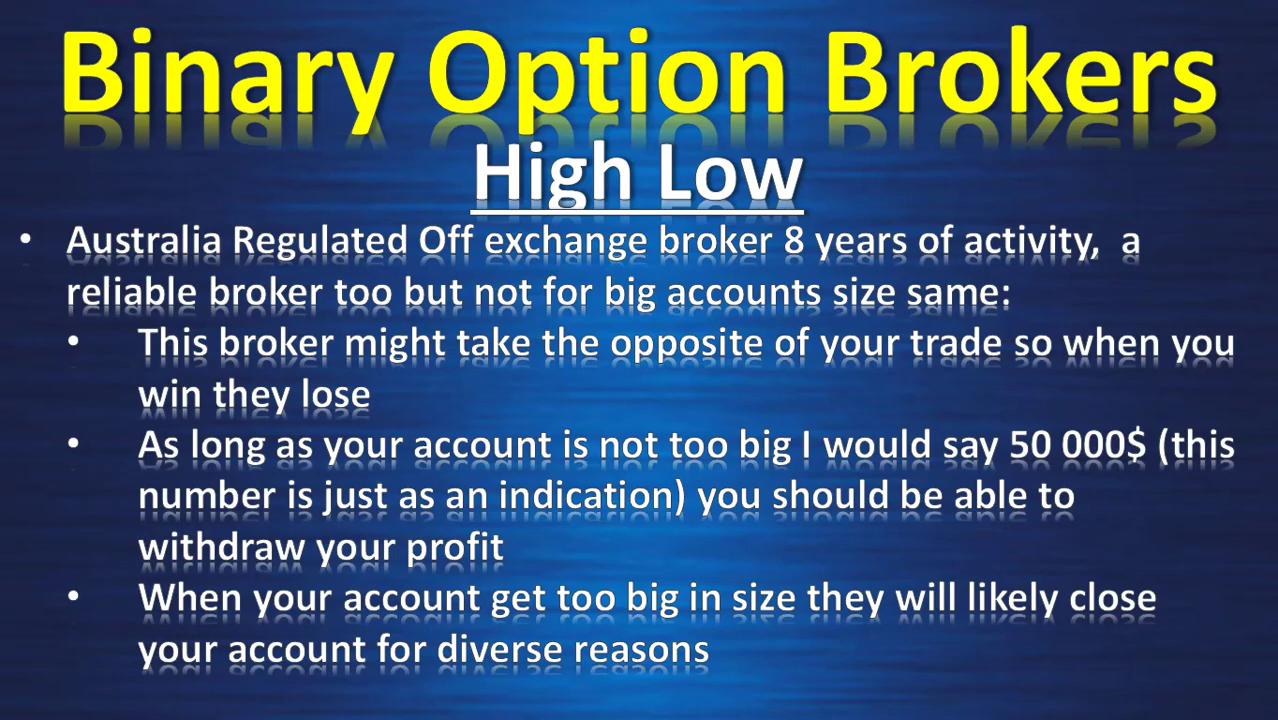 Binary Option Brokers
High Low
• Australia Regulated Off exchange broker 8 years of activity,  a
reliable broker too but not for big accounts size same:
• This broker might take the opposite of your trade so when you
win they lose
• As long as your account is not too big I would say 50 000$ (this
number is just as an indication) you should be able to
withdraw your profit
• When your account get too big in size they will likely close
your account for diverse reasons